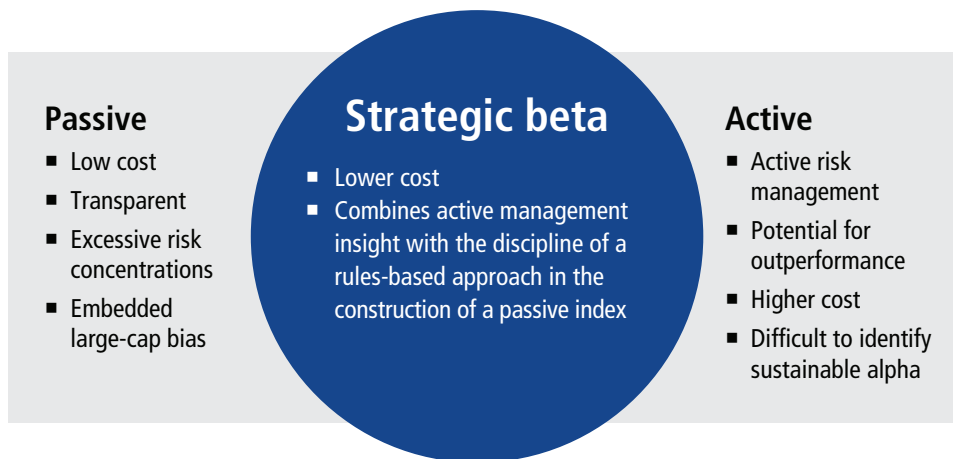 Passive
▪ Low cost
▪ Transparent
▪ Excessive risk
concentrations
▪ Embedded
large-cap bias
Strategic beta
▪ Lower cost
▪ Combines active management
insight with the discipline of a
rules-based approach in the
construction of a passive index
Active
▪ Active risk
management
▪ Potential for
outperformance
▪ Higher cost
▪ Difficult to identify
sustainable alpha